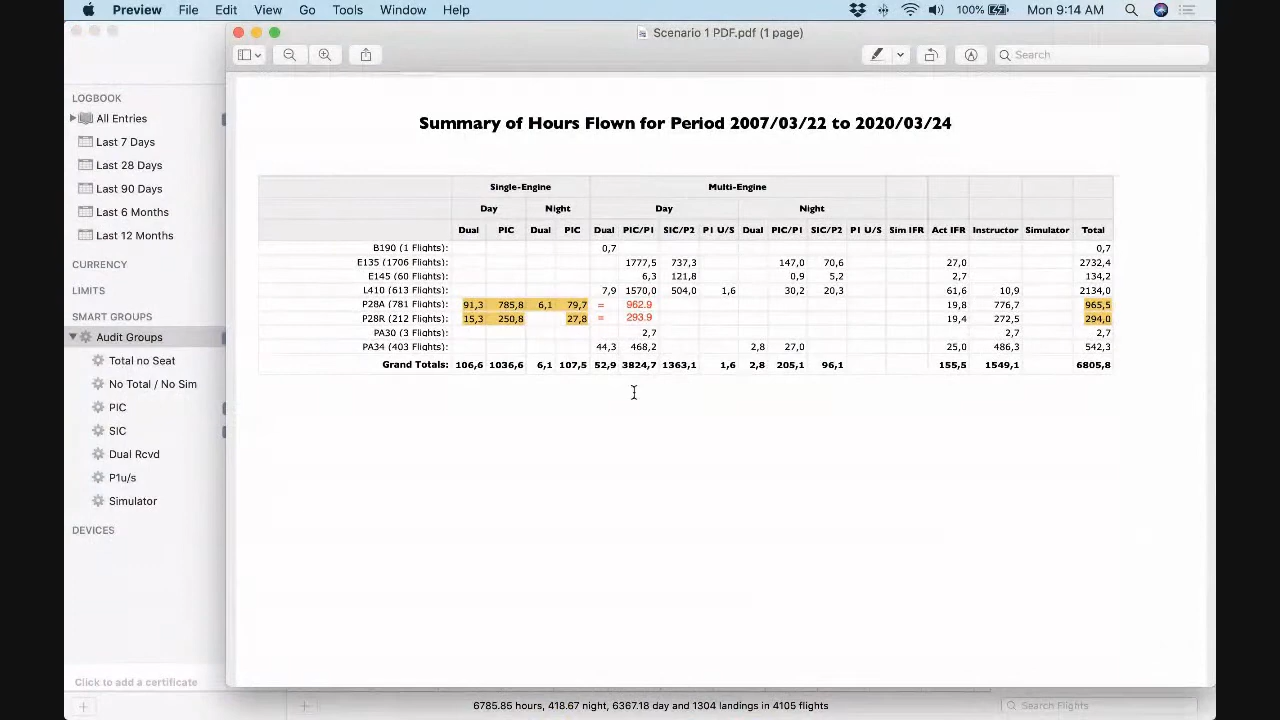 Preview File Edit View Go Tools Window Help 100% Mon 9:14 AM
Scenario 1 PDF.pdf (1 page)
Search
LOGBOOK
All Entries
Last 7 Days
Last 28 Days
Last 90 Days
Last 6 Months
Last 12 Months
CURRENCY
LIMITS
SMART GROUPS
Audit Groups
Total no Seat
No Total / No Sim
PIC
SIC
Dual Rcvd
P1u/s
Simulator
DEVICES
Click to add a certificate
Summary of Hours Flown for Period 2007/03/22 to 2020/03/24
Single-Engine Multi-Engine
Day Night Day Night
Dual PIC Dual PIC Dual PIC/P1 SIC/P2 P1 U/S Dual PIC/P1 SIC/P2 P1 U/S Sim IFR Act IFR Instructor Simulator Total
B190 (1 Flights): 0,7 0,7
E135 (1706 Flights): 1777,5 737,3 147,0 70,6 27,0 2732,4
E145 (60 Flights): 6,3 121,8 0,9 5,2 2,7 134,2
L410 (613 Flights): 7,9 1570,0 504,0 1,6 30,2 20,3 61,6 10,9 2134,0
P28A (781 Flights): 91,3 785,8 6,1 79,7 = 962.9 19,8 776,7 965,5
P28R (212 Flights): 15,3 250,8 27,8 = 293.9 19,4 272,5 294,0
PA30 (3 Flights): 2,7 2,7 2,7
PA34 (403 Flights): 44,3 468,2 2,8 27,0 25,0 486,3 542,3
Grand Totals: 106,6 1036,6 6,1 107,5 52,9 3824,7 1363,1 1,6 2,8 205,1 96,1 155,5 1549,1 6805,8
6785.85 hours, 418.67 night, 6367.18 day and 1304 landings in 4105 flights
Search Flights